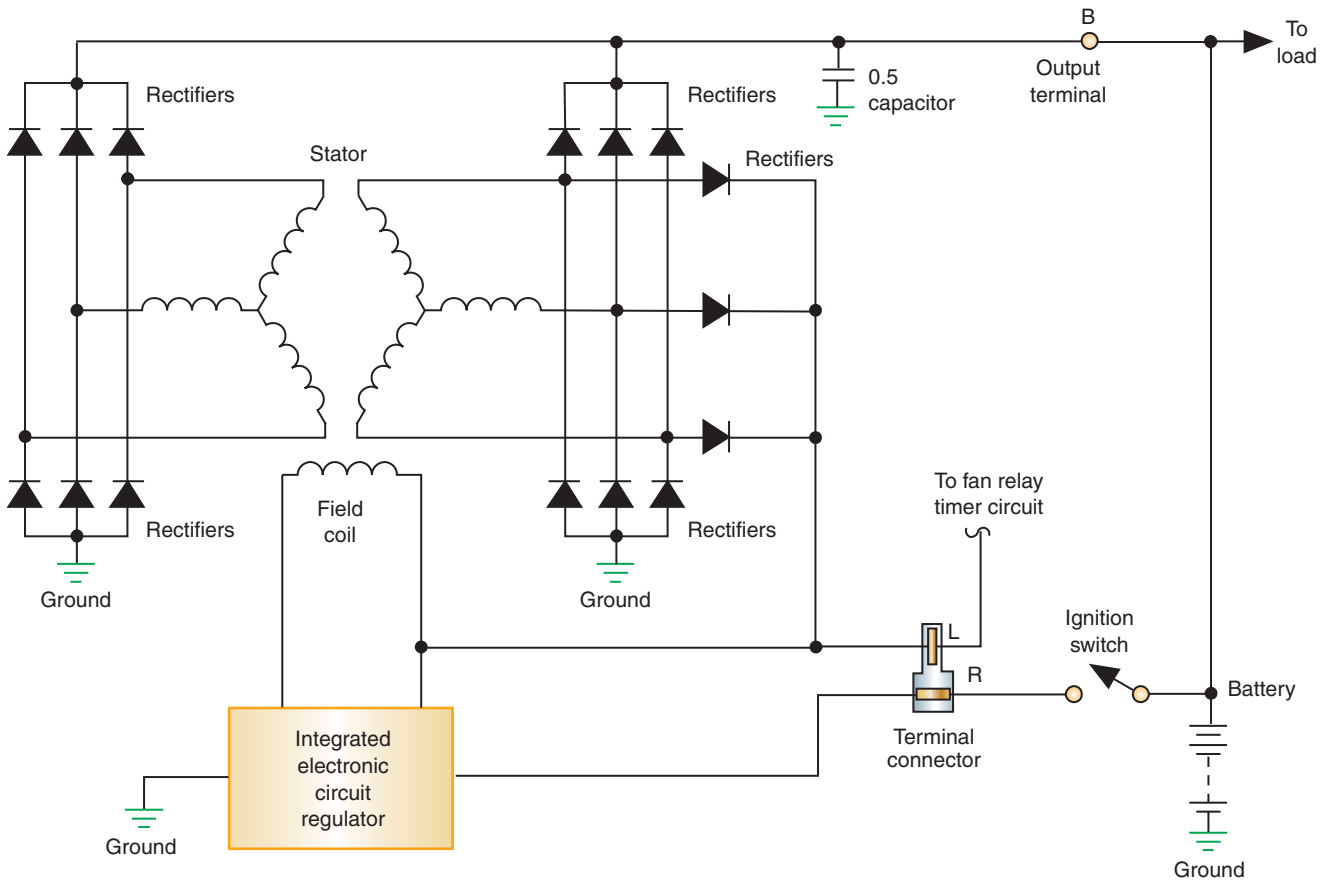 B
To
load
Output
terminal
0.5
capacitor
Rectifiers
Rectifiers
Rectifiers
Stator
Field
coil
Rectifiers
Rectifiers
To fan relay
timer circuit
Ground
Ground
Ignition
switch
L
R
Battery
Terminal
connector
Integrated
electronic
circuit
regulator
Ground
Ground